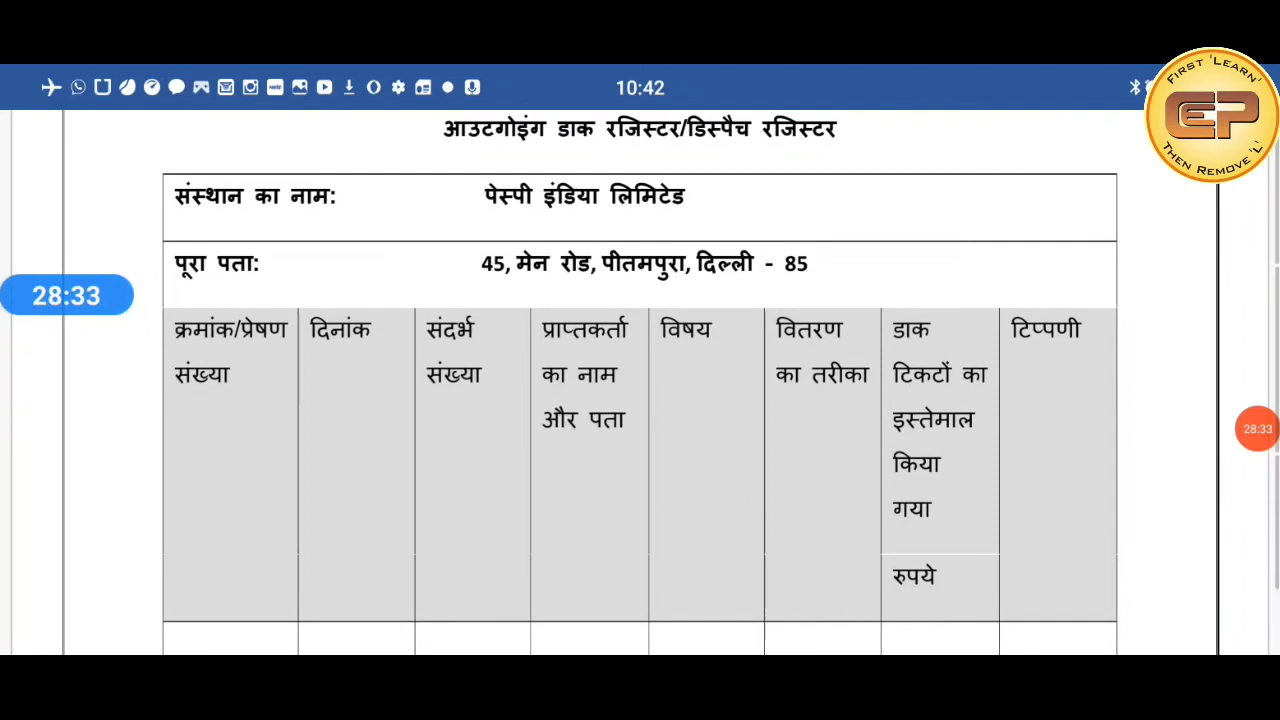 10:42
FIRST 'LEARN'
EP
THEN REMOVE 'L'
आउटगोइंग डाक रजिस्टर/डिस्पैच रजिस्टर
संस्थान का नाम: पेस्पी इंडिया लिमिटेड
पूरा पता: 45, मेन रोड, पीतमपुरा, दिल्ली - 85
28:33
क्रमांक/प्रेषण
संख्या
दिनांक
संदर्भ
संख्या
प्राप्तकर्ता
का नाम
और पता
विषय
वितरण
का तरीका
डाक
टिकटों का
इस्तेमाल
किया
गया
रुपये
टिप्पणी
28:33